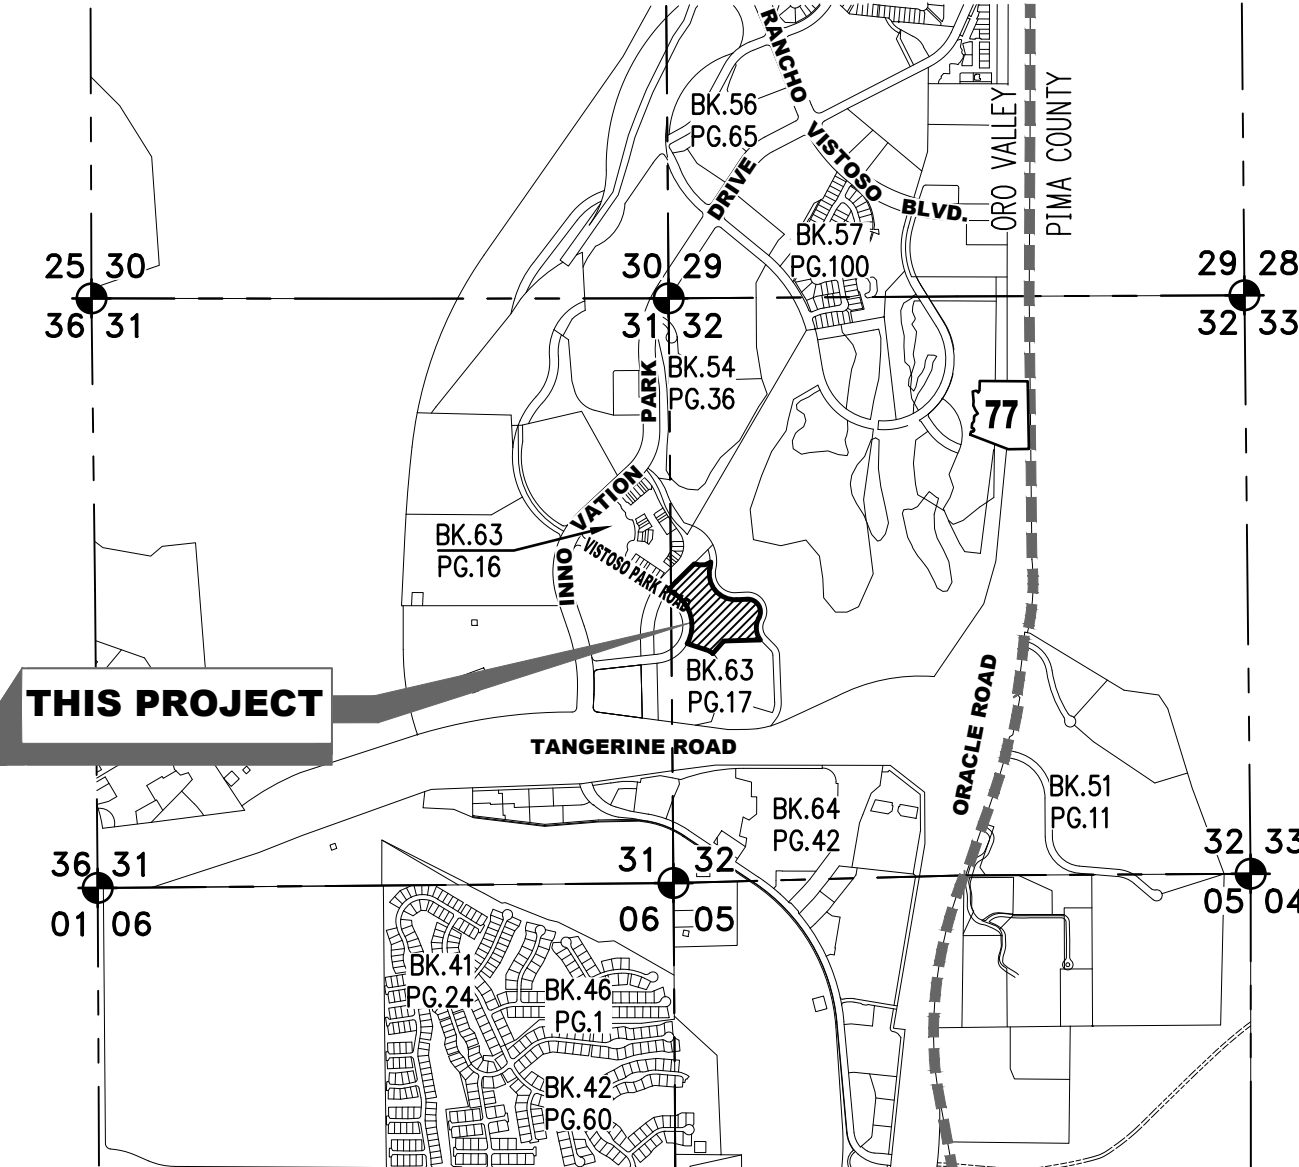 RANCHO VISTOSO BLVD.
BK.56
PG.65
ORO VALLEY
PIMA COUNTY
DRIVE
BK.57
PG.100
25 30
36 31
30 29
31 32
29 28
32 33
BK.54
PG.36
PARK
77
VATION
BK.63
PG.16
INNO
VISTOSO PARK ROAD
THIS PROJECT
BK.63
PG.17
TANGERINE ROAD
ORACLE ROAD
BK.51
PG.11
BK.64
PG.42
36 31
01 06
31 32
06 05
32 33
05 04
BK.41
PG.24
BK.46
PG.1
BK.42
PG.60